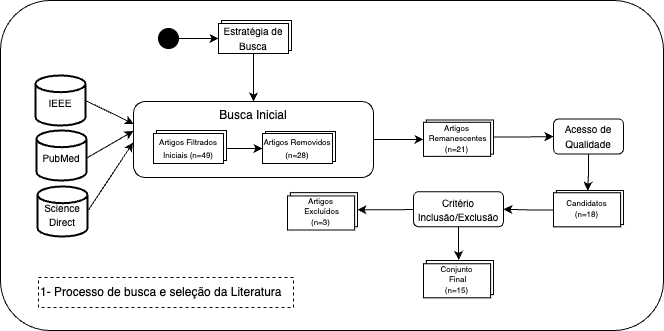 Estratégia de
Busca
IEEE
PubMed
Science
Direct
Busca Inicial
Artigos Filtrados
Iniciais (n=49)
Artigos Removidos
(n=28)
Artigos
Remanescentes
(n=21)
Acesso de
Qualidade
Candidatos
(n=18)
Critério
Inclusão/Exclusão
Artigos
Excluídos
(n=3)
Conjunto
Final
(n=15)
1- Processo de busca e seleção da Literatura